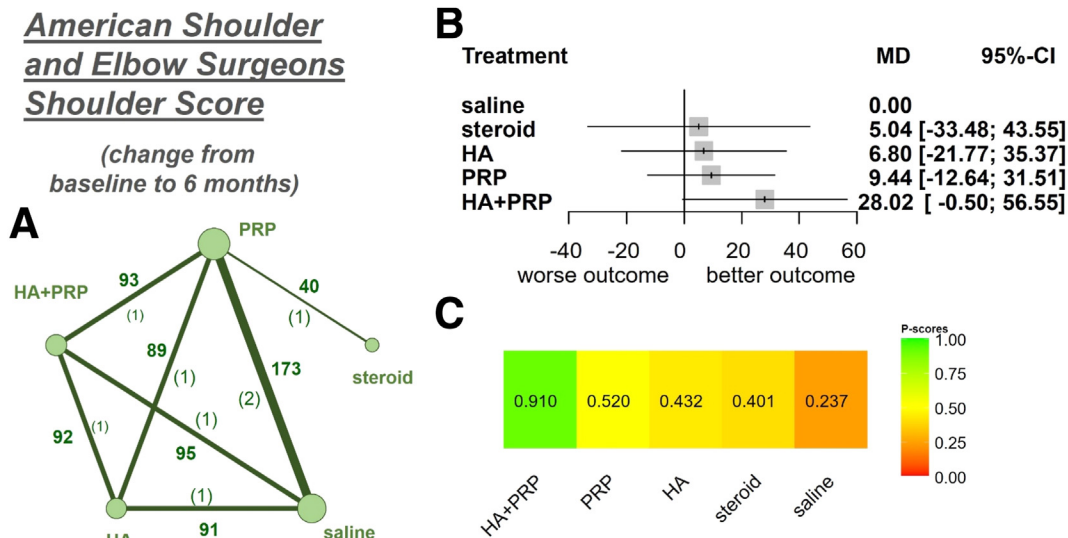 American Shoulder
and Elbow Surgeons
Shoulder Score
(change from
baseline to 6 months)
A
PRP
HA+PRP
93
(1)
40
(1)
89
(1)
173
(2)
steroid
(1)
92
(1)
95
(1)
91
HA
saline
B
Treatment MD 95%-CI
saline 0.00
steroid 5.04 [-33.48; 43.55]
HA 6.80 [-21.77; 35.37]
PRP 9.44 [-12.64; 31.51]
HA+PRP 28.02 [ -0.50; 56.55]
-40 -20 0 20 40 60
worse outcome better outcome
C
P-scores
1.00
0.75
0.50
0.25
0.00
0.910 0.520 0.432 0.401 0.237
HA+PRP PRP HA steroid saline